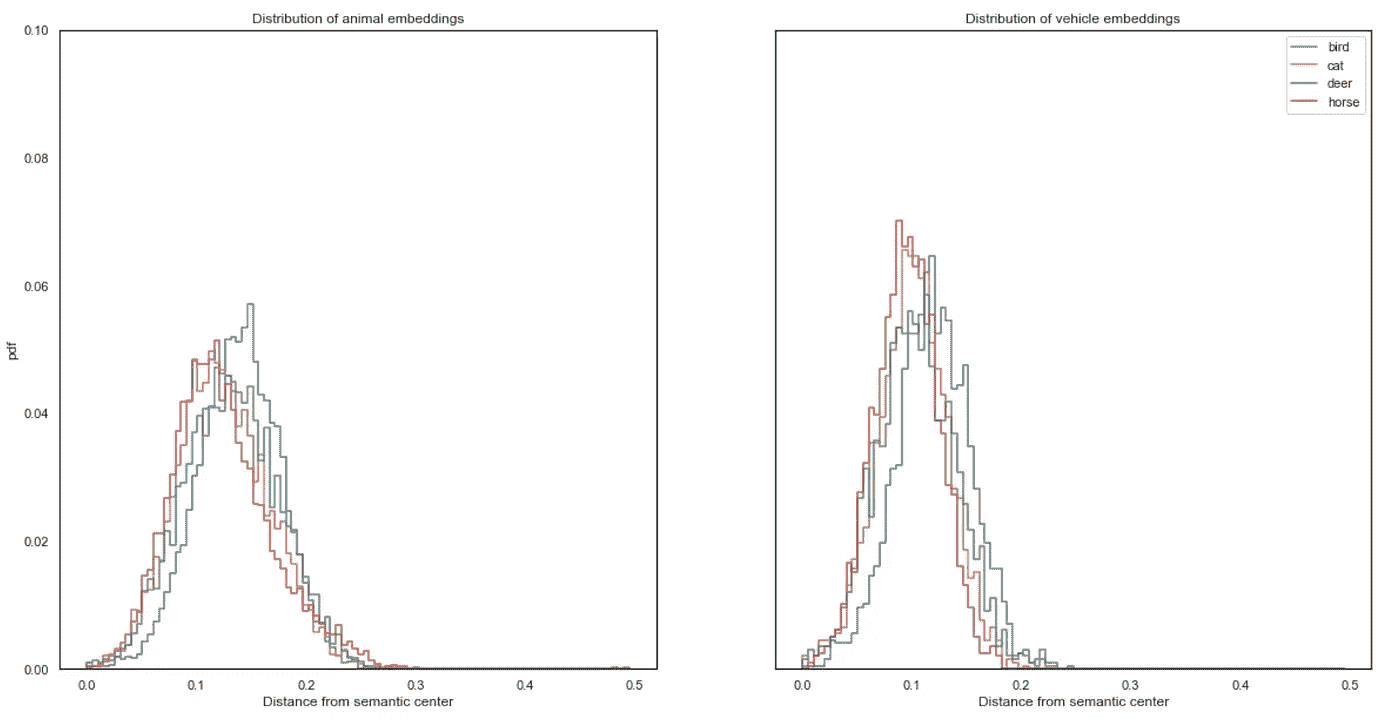 Distribution of animal embeddings
0.10
0.08
0.06
0.04
0.02
0.00
pdf
0.0 0.1 0.2 0.3 0.4 0.5
Distance from semantic center
Distribution of vehicle embeddings
bird
cat
deer
horse
0.0 0.1 0.2 0.3 0.4 0.5
Distance from semantic center